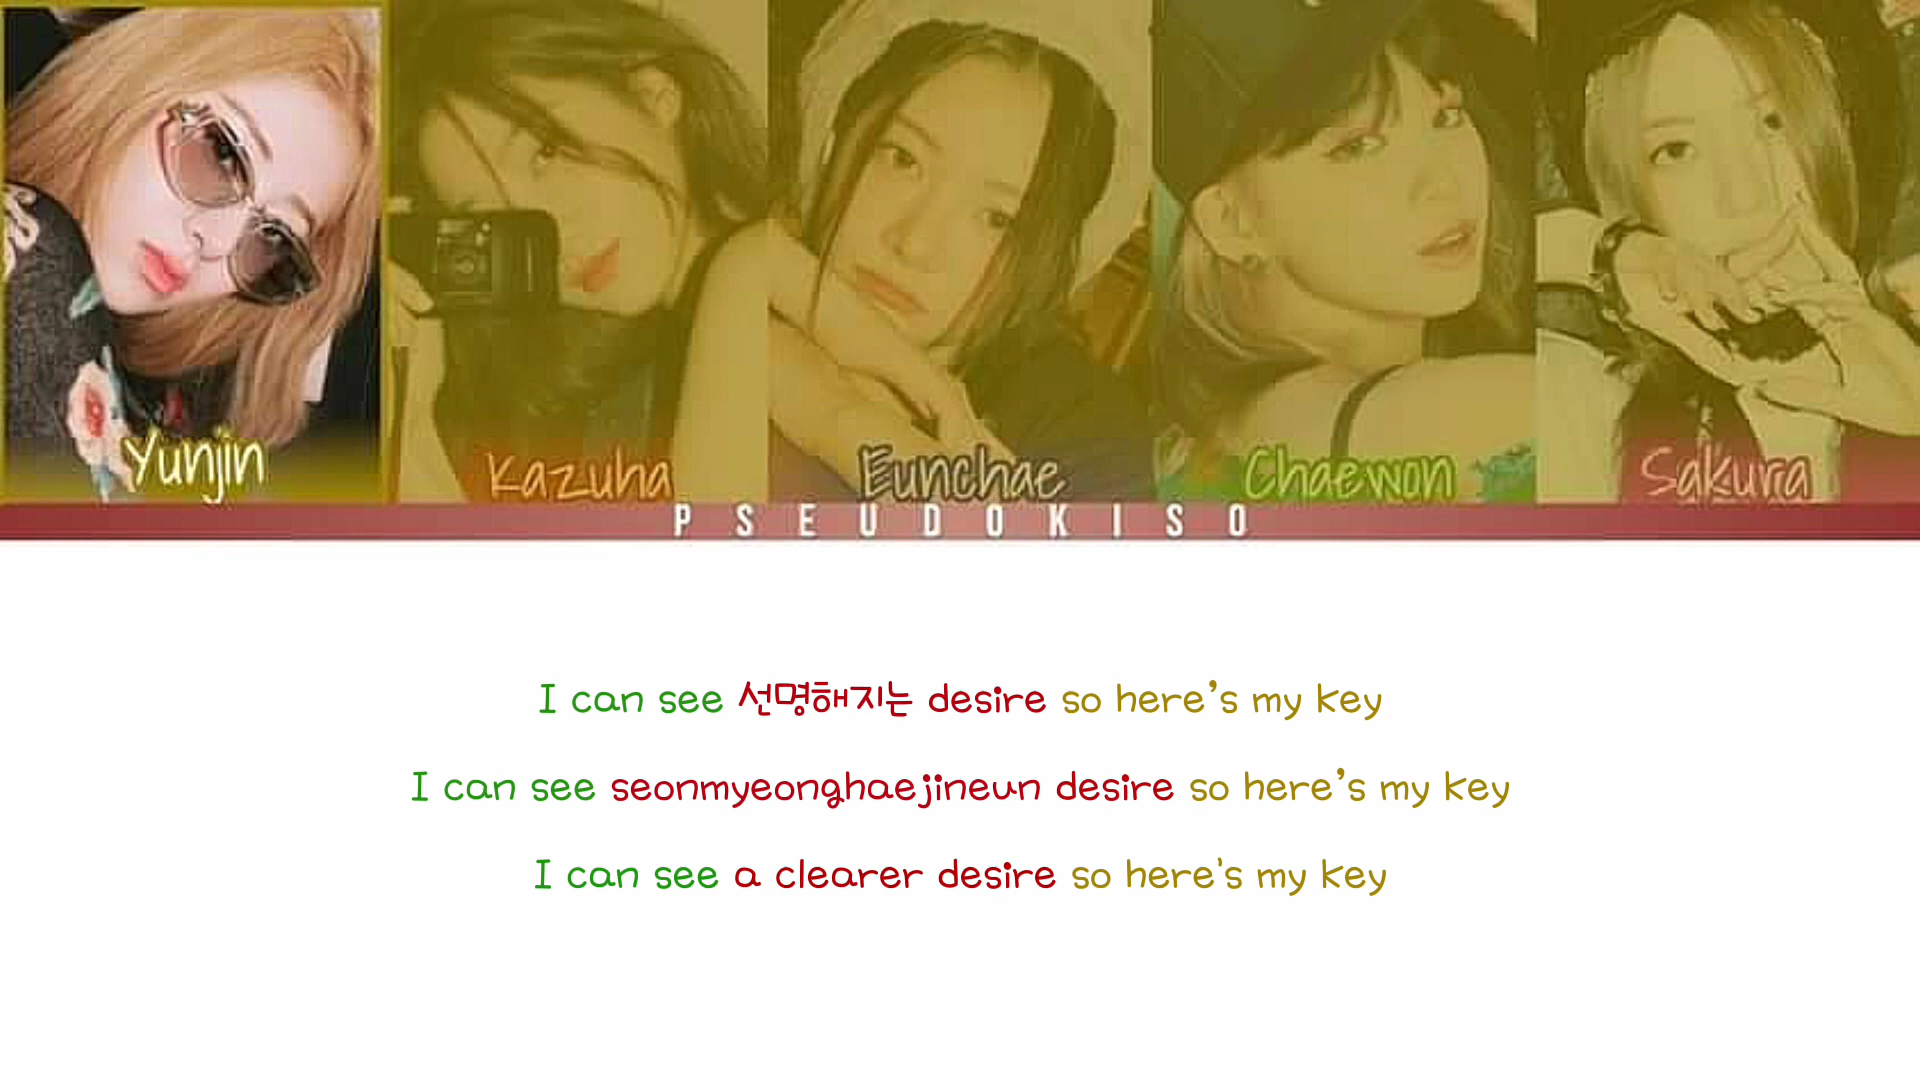 Yunjin Kazuha Eunchae Chaewon Sakura
PSEUDOKISO
I can see 선명해지는 desire so here’s my key
I can see seonmyeonghaejineun desire so here’s my key
I can see a clearer desire so here's my key